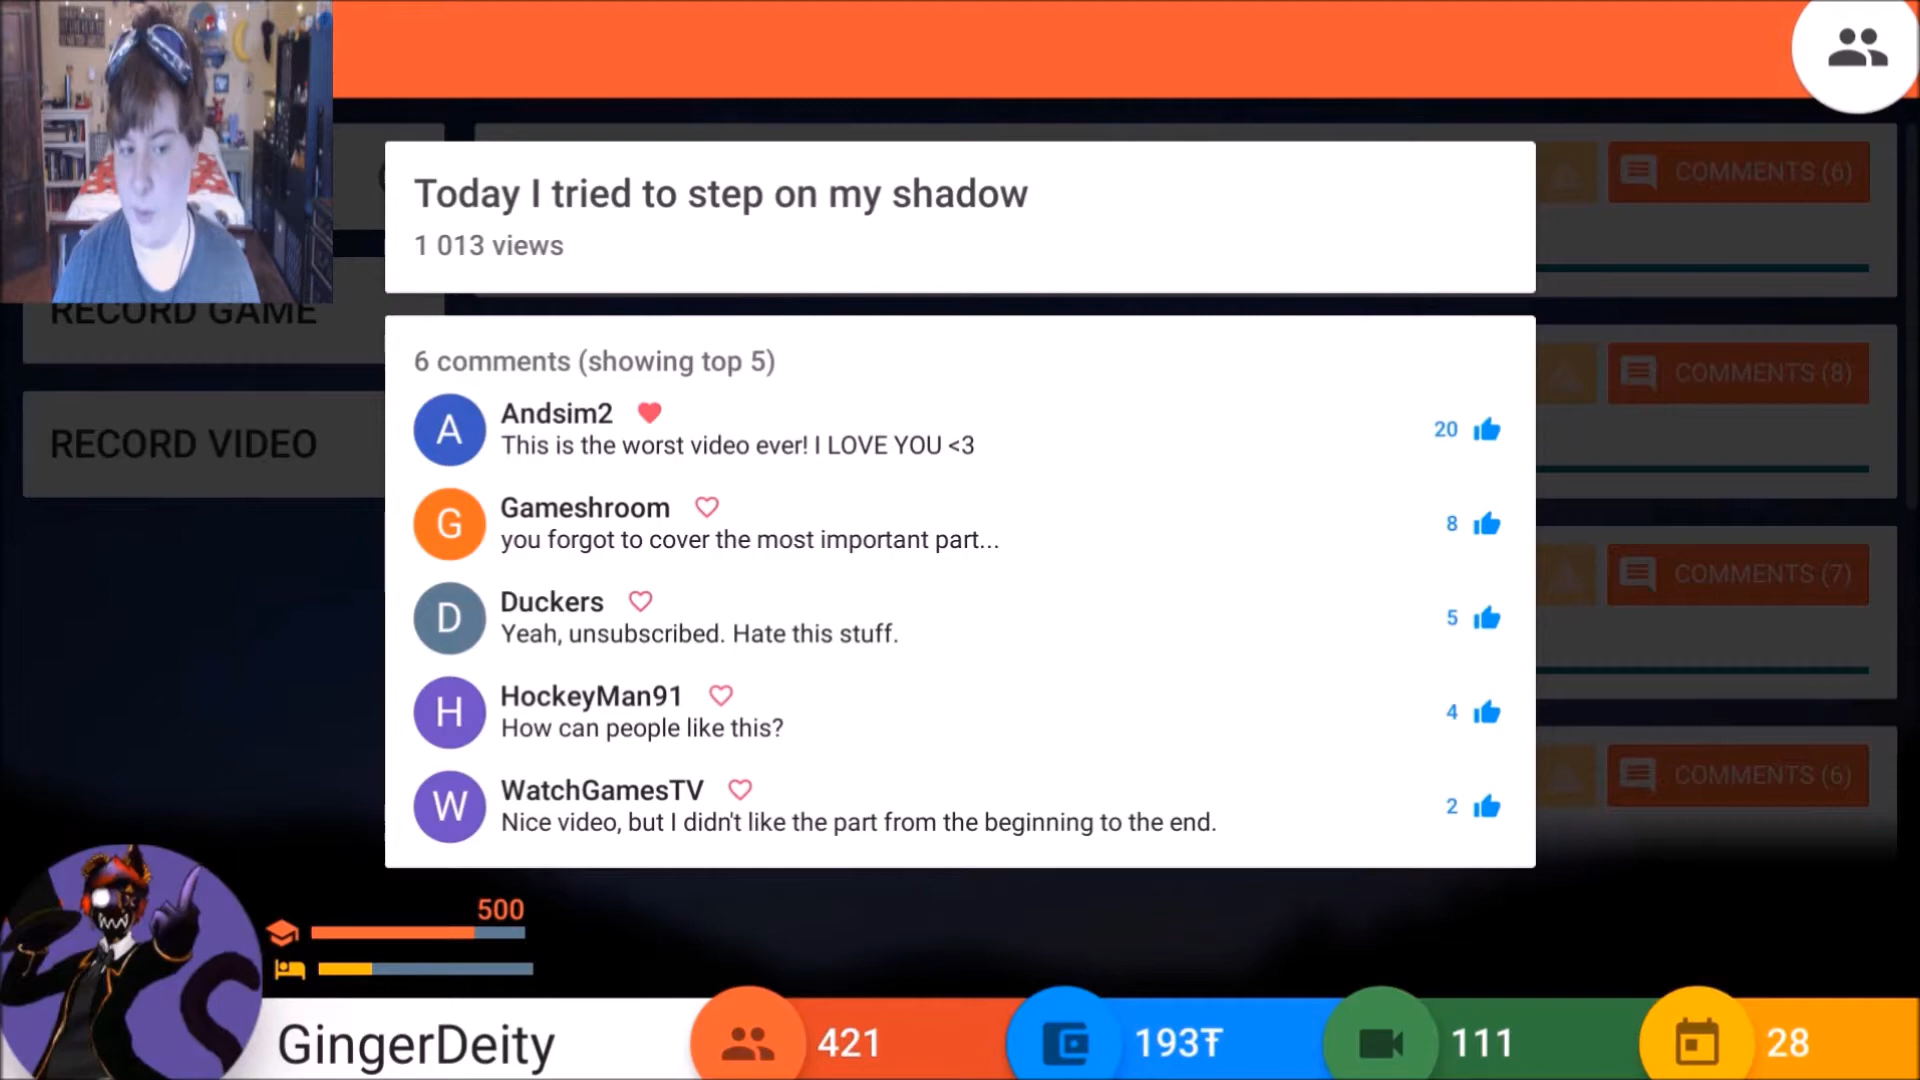 Today I tried to step on my shadow
1 013 views
COMMENTS (6)
6 comments (showing top 5)
Andsim2
This is the worst video ever! I LOVE YOU <3
20
Gameshroom
you forgot to cover the most important part...
8
Duckers
Yeah, unsubscribed. Hate this stuff.
5
HockeyMan91
How can people like this?
4
WatchGamesTV
Nice video, but I didn't like the part from the beginning to the end.
2
A
G
D
H
W
RECORD GAME
RECORD VIDEO
COMMENTS (8)
COMMENTS (7)
COMMENTS (6)
500
GingerDeity
421
193Ŧ
111
28